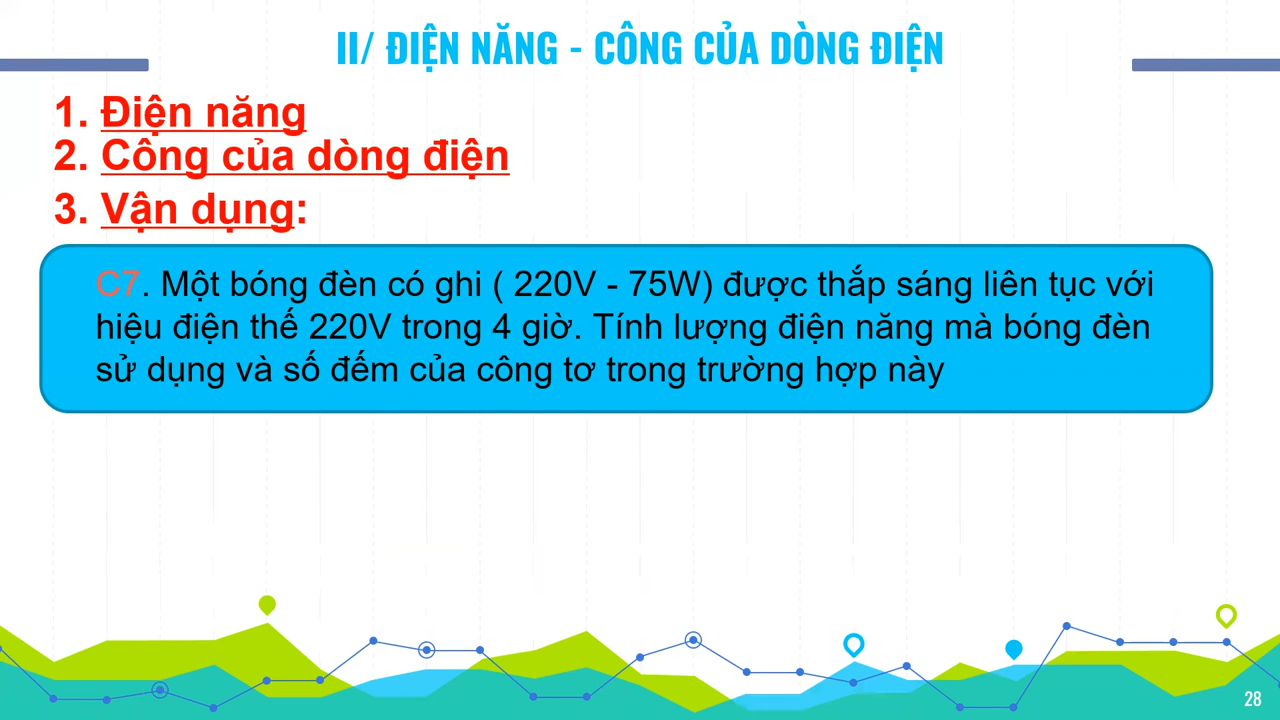 II/ ĐIỆN NĂNG - CÔNG CỦA DÒNG ĐIỆN
1. Điện năng
2. Công của dòng điện
3. Vận dụng:
C7. Một bóng đèn có ghi ( 220V - 75W) được thắp sáng liên tục với
hiệu điện thế 220V trong 4 giờ. Tính lượng điện năng mà bóng đèn
sử dụng và số đếm của công tơ trong trường hợp này
28